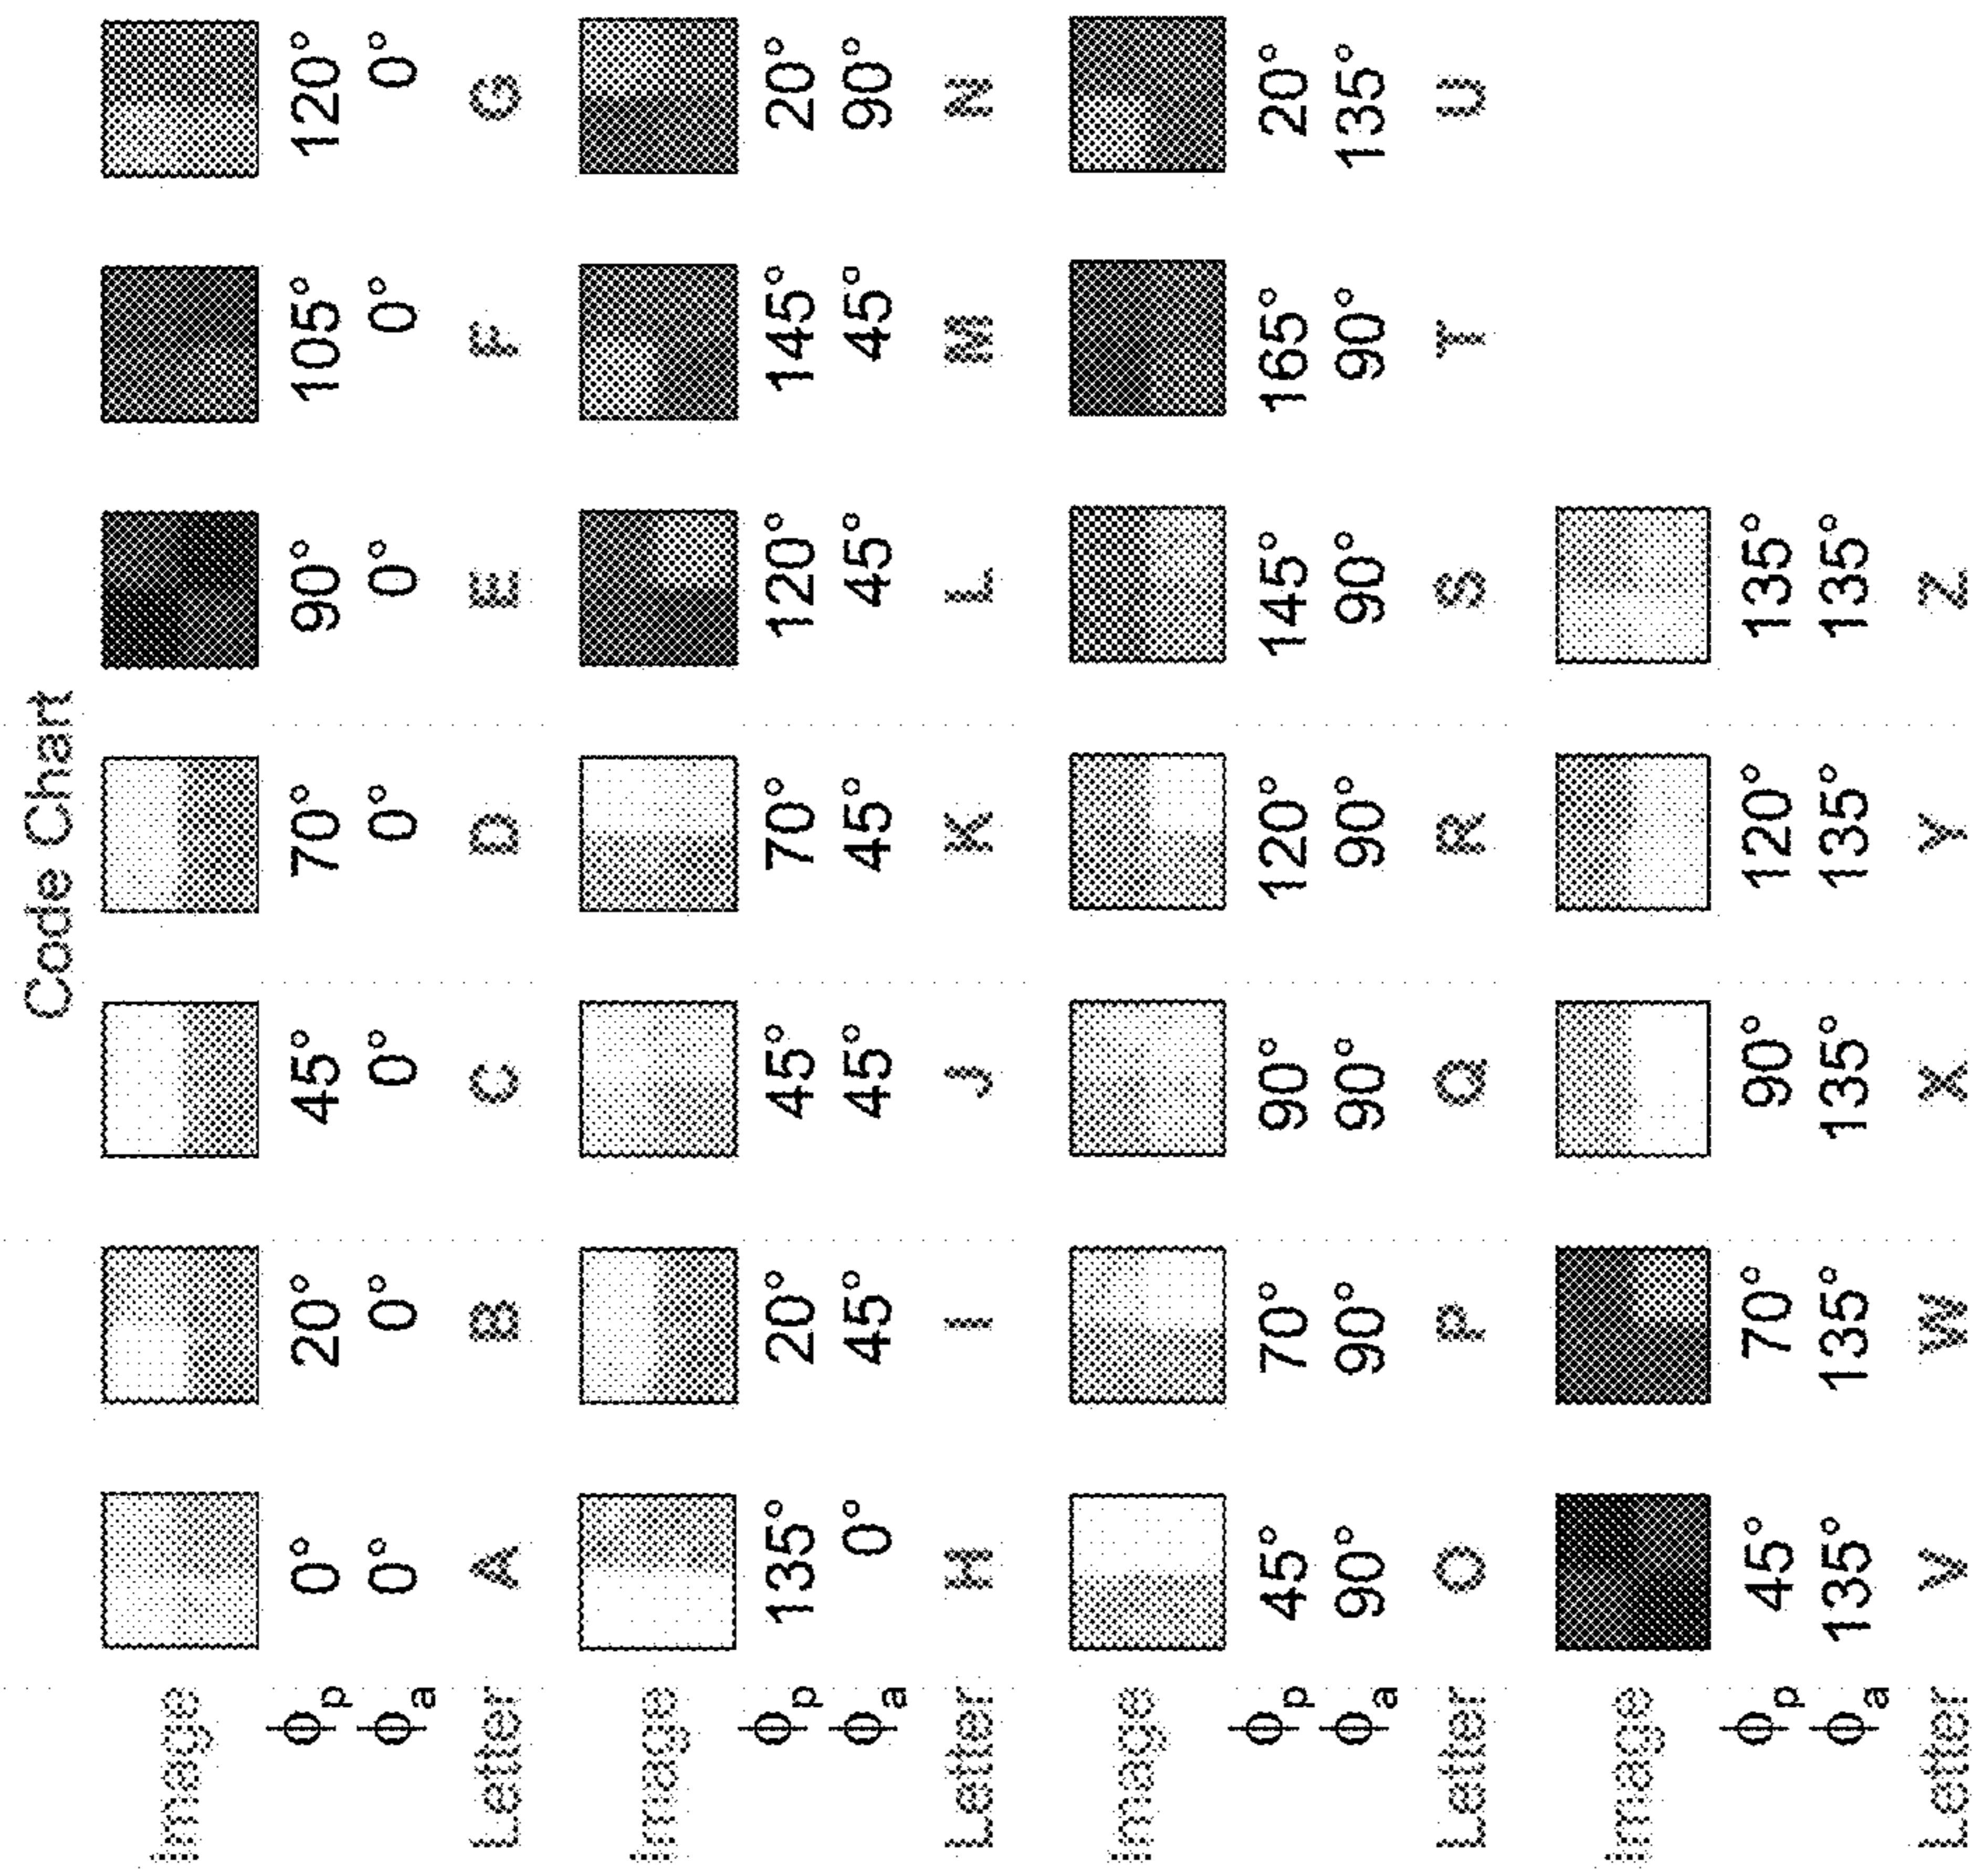 Code Chart
Image
ϕp 0° 20° 45° 70° 90° 105° 120°
ϕa 0° 0° 0° 0° 0° 0° 0°
Letter A B C D E F G
Image
ϕp 135° 20° 45° 70° 120° 145° 20°
ϕa 0° 45° 45° 45° 45° 45° 90°
Letter H I J K L M N
Image
ϕp 45° 70° 90° 120° 145° 165° 20°
ϕa 90° 90° 90° 90° 90° 90° 135°
Letter O P Q R S T U
Image
ϕp 45° 70° 90° 120° 135°
ϕa 135° 135° 135° 135° 135°
Letter V W X Y Z